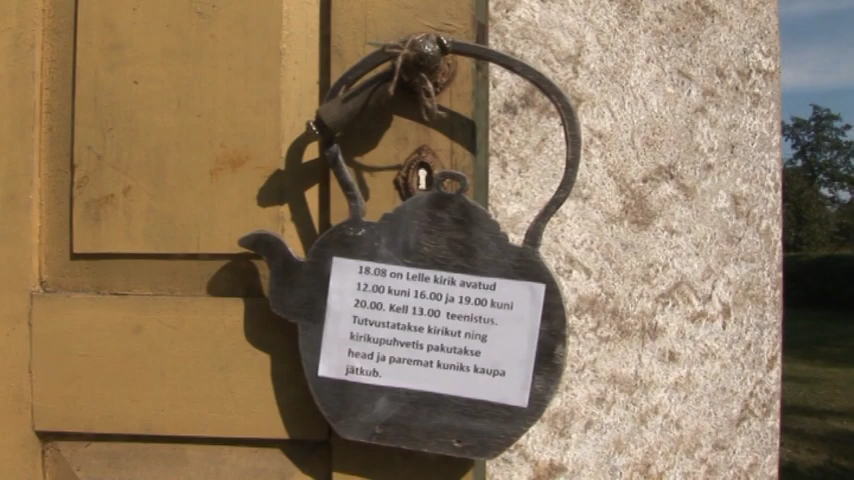 18.08 on Lelle kirik avatud
12.00 kuni 16.00 ja 19.00 kuni
20.00. Kell 13.00 teenistus.
Tutvustatakse kirikut ning
kirikupuhvetis pakutakse
head ja paremat kuniks kaupa
jätkub.